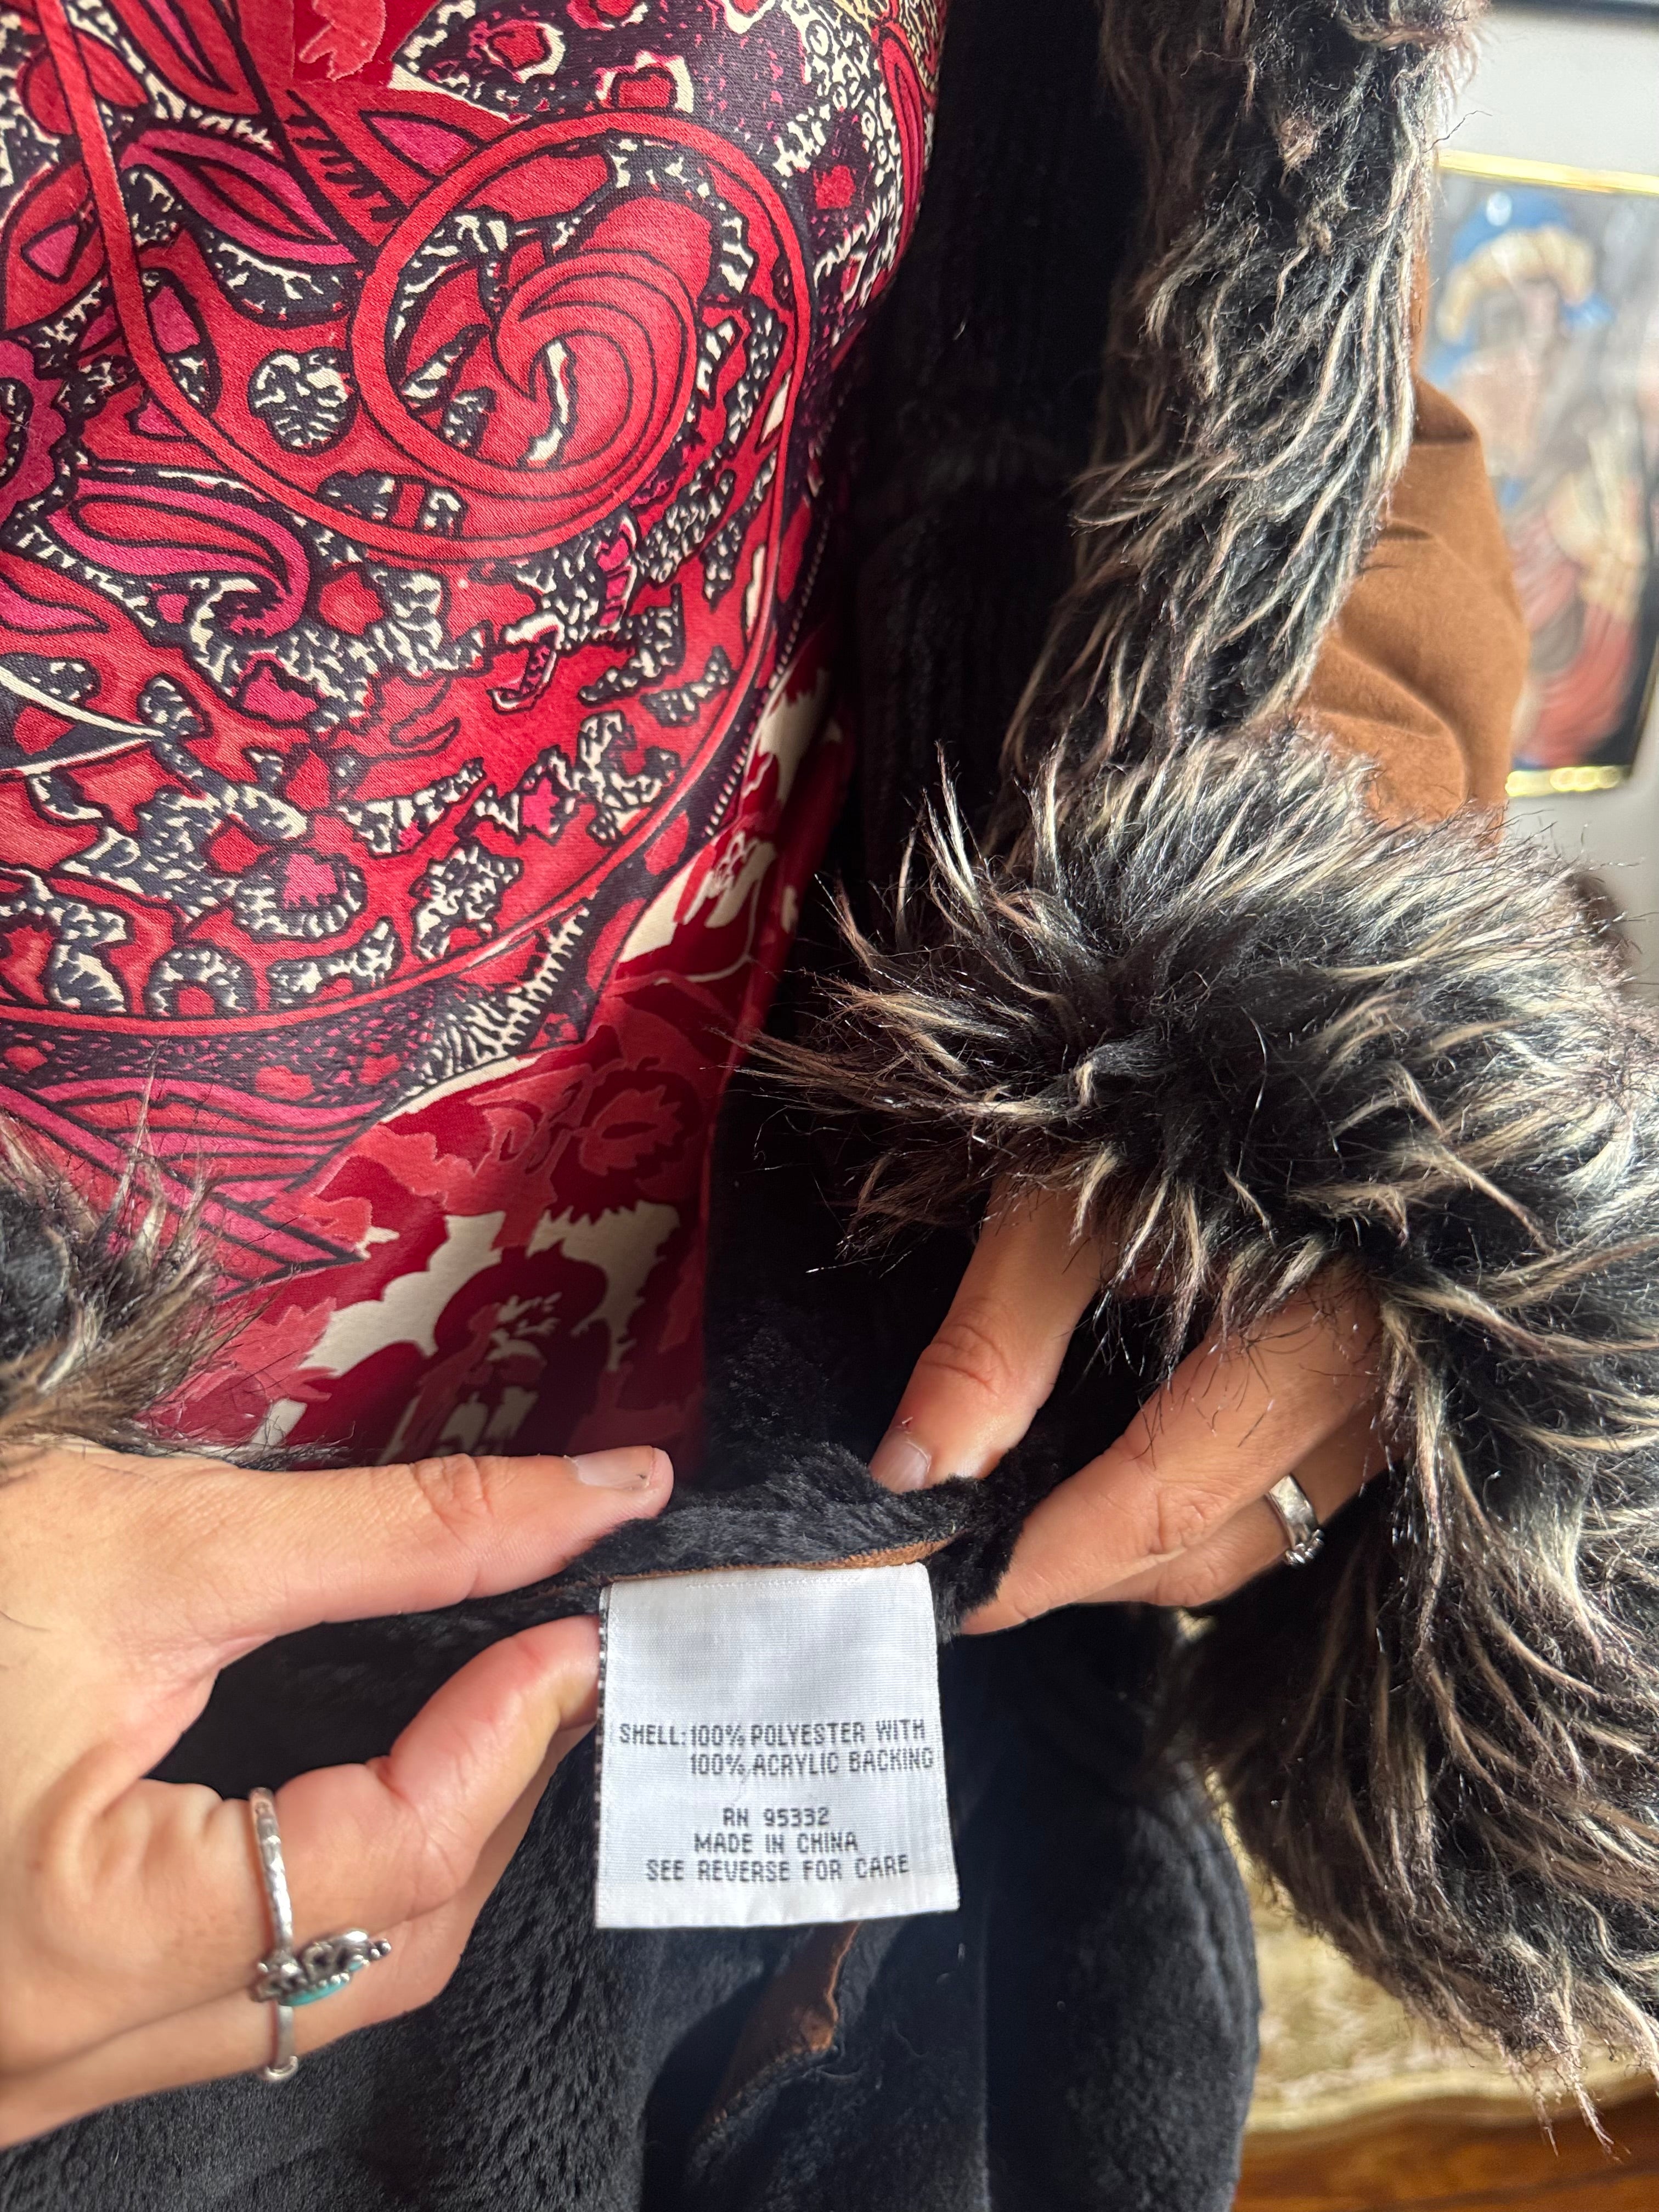 SHELL:100% POLYESTER WITH
100% ACRYLIC BACKING
RN 95332
MADE IN CHINA
SEE REVERSE FOR CARE